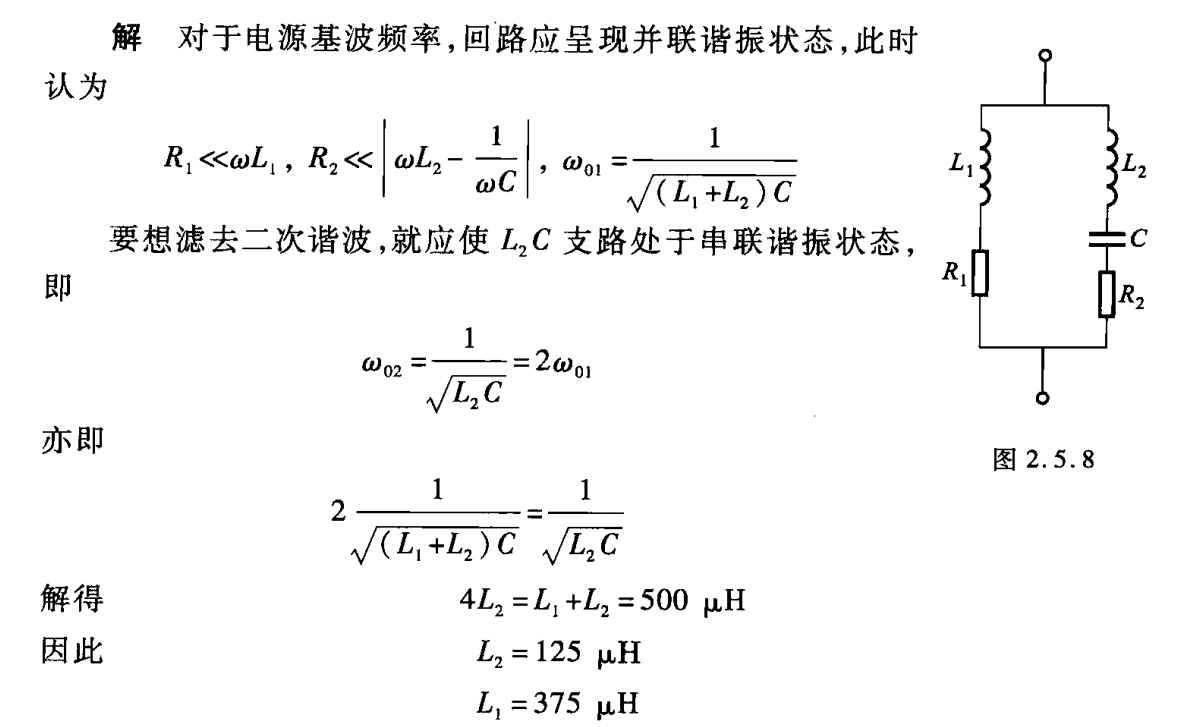 解 对于电源基波频率,回路应呈现并联谐振状态,此时
认为
R₁≪ωL₁, R₂≪|ωL₂-1/(ωC)|, ω₀₁=1/√((L₁+L₂)C)
要想滤去二次谐波,就应使 L₂C 支路处于串联谐振状态,
即
ω₀₂=1/√(L₂C)=2ω₀₁
亦即
2 1/√((L₁+L₂)C)=1/√(L₂C)
解得 4L₂=L₁+L₂=500 μH
因此 L₂=125 μH
L₁=375 μH
L₁
L₂
C
R₁
R₂
图 2.5.8